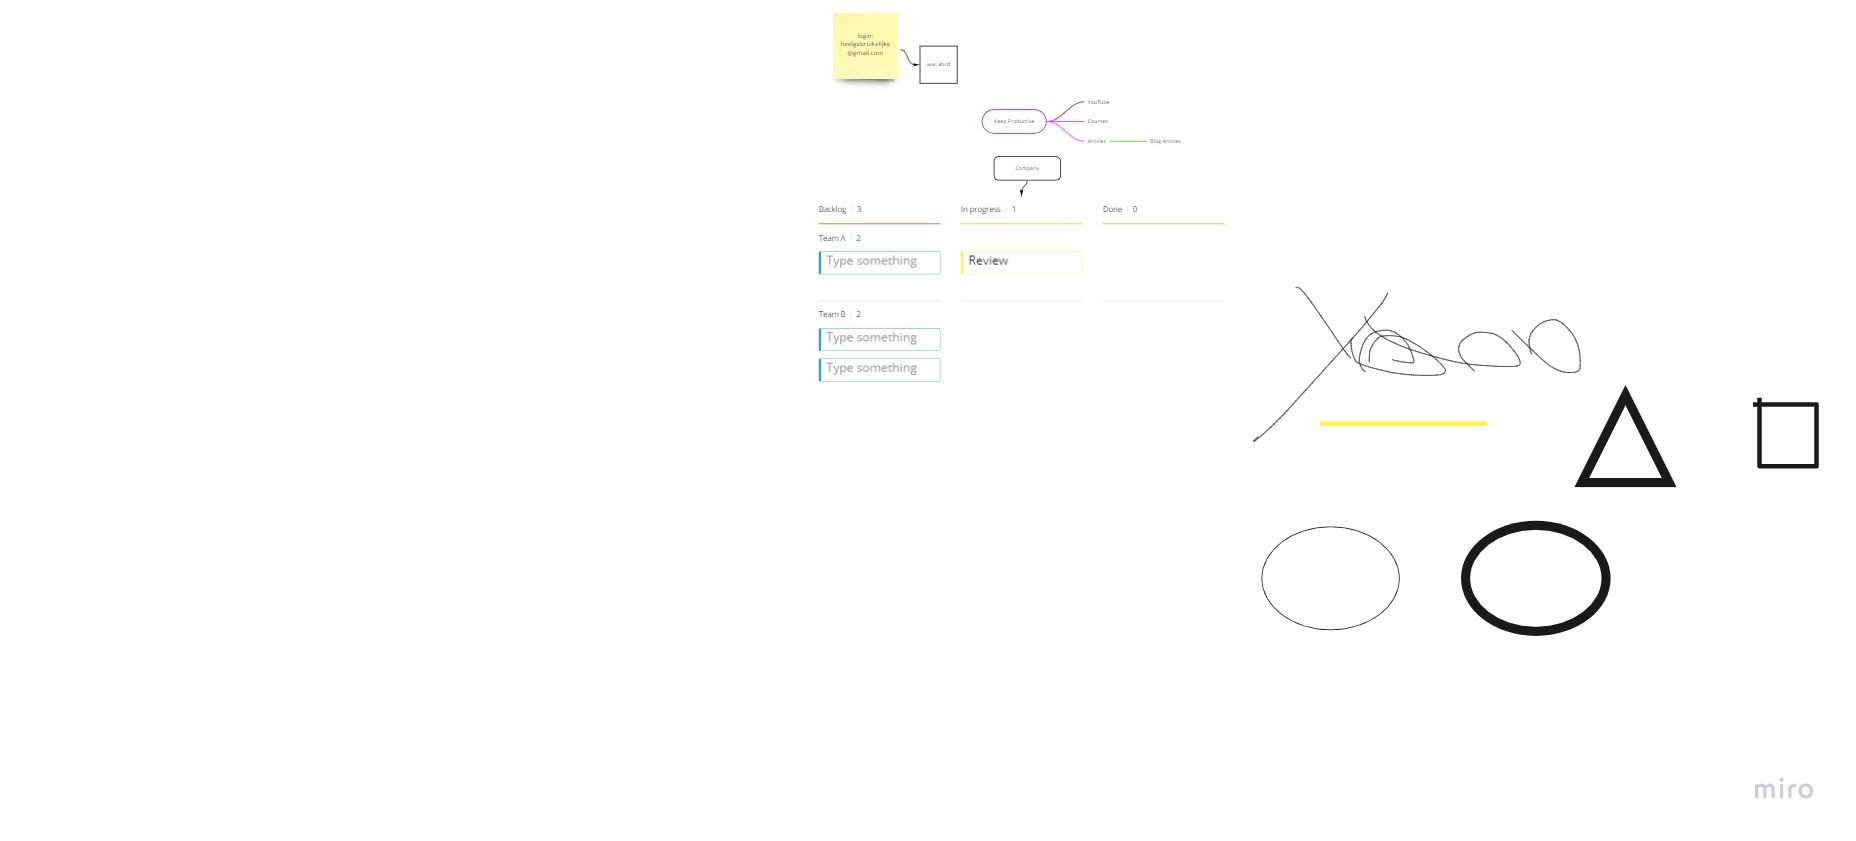 login:
heelgebruikelijke
@gmail.com
ww: abcd
YouTube
Keep Productive
Courses
Articles
Blog Articles
Company
Backlog 3
In progress 1
Done 0
Team A 2
Type something
Review
Team B 2
Type something
Type something
miro